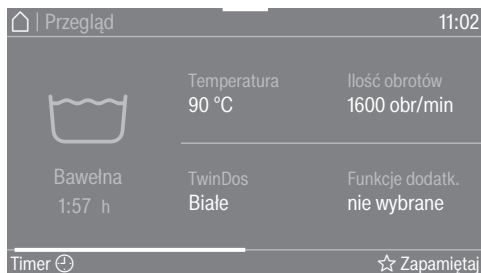 | Przegląd 11:02
Temperatura Ilość obrotów
90 °C 1600 obr/min
Bawełna TwinDos Funkcje dodatk.
1:57 h Białe nie wybrane
Timer Zapamiętaj